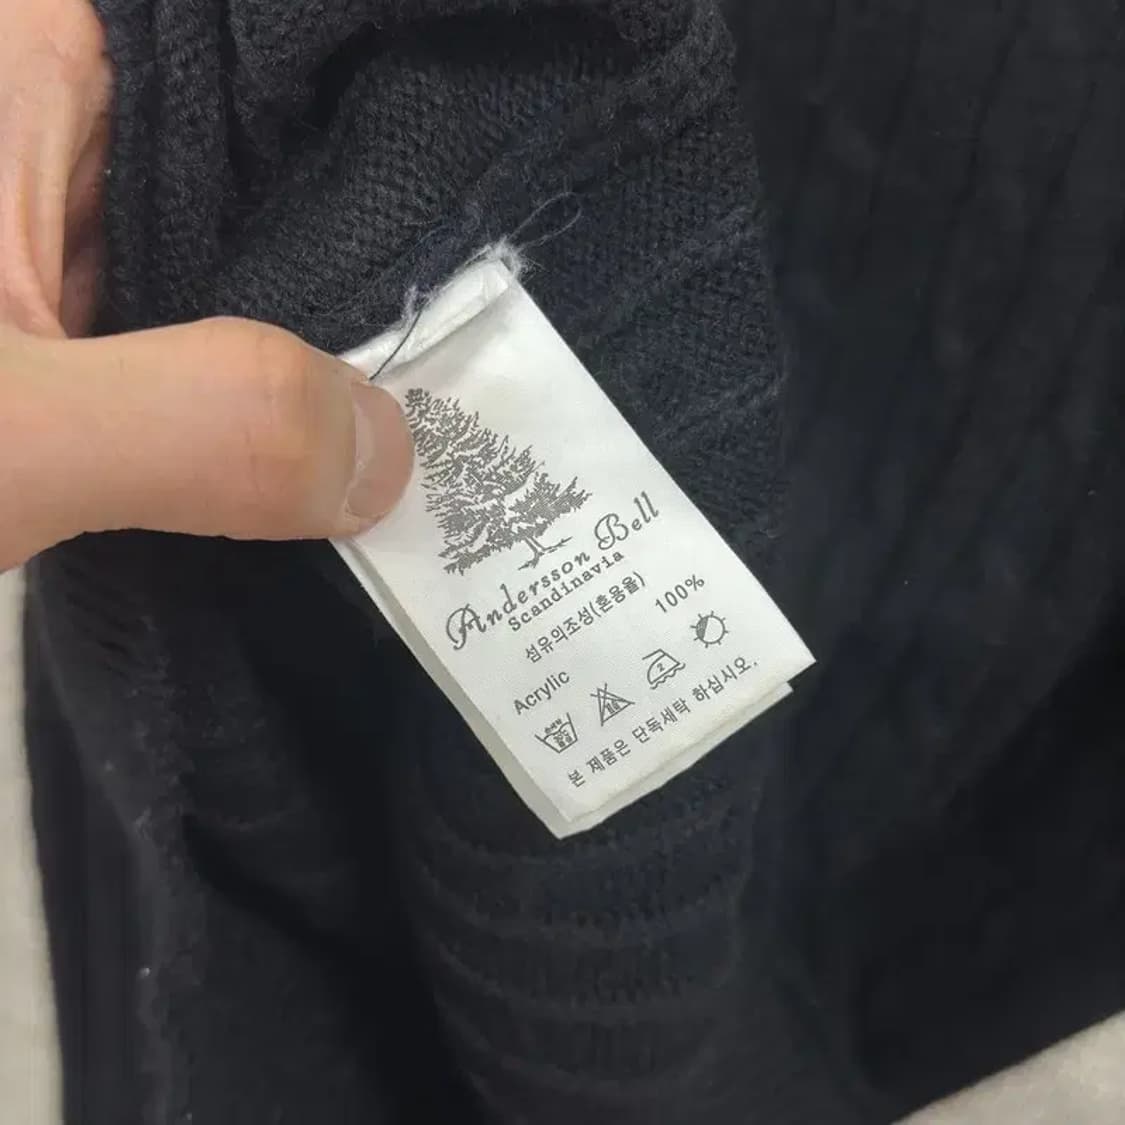 Andersson Bell
Scandinavia
섬유의조성(혼용율)
Acrylic 100%
2
본 제품은 단독세탁 하십시오.